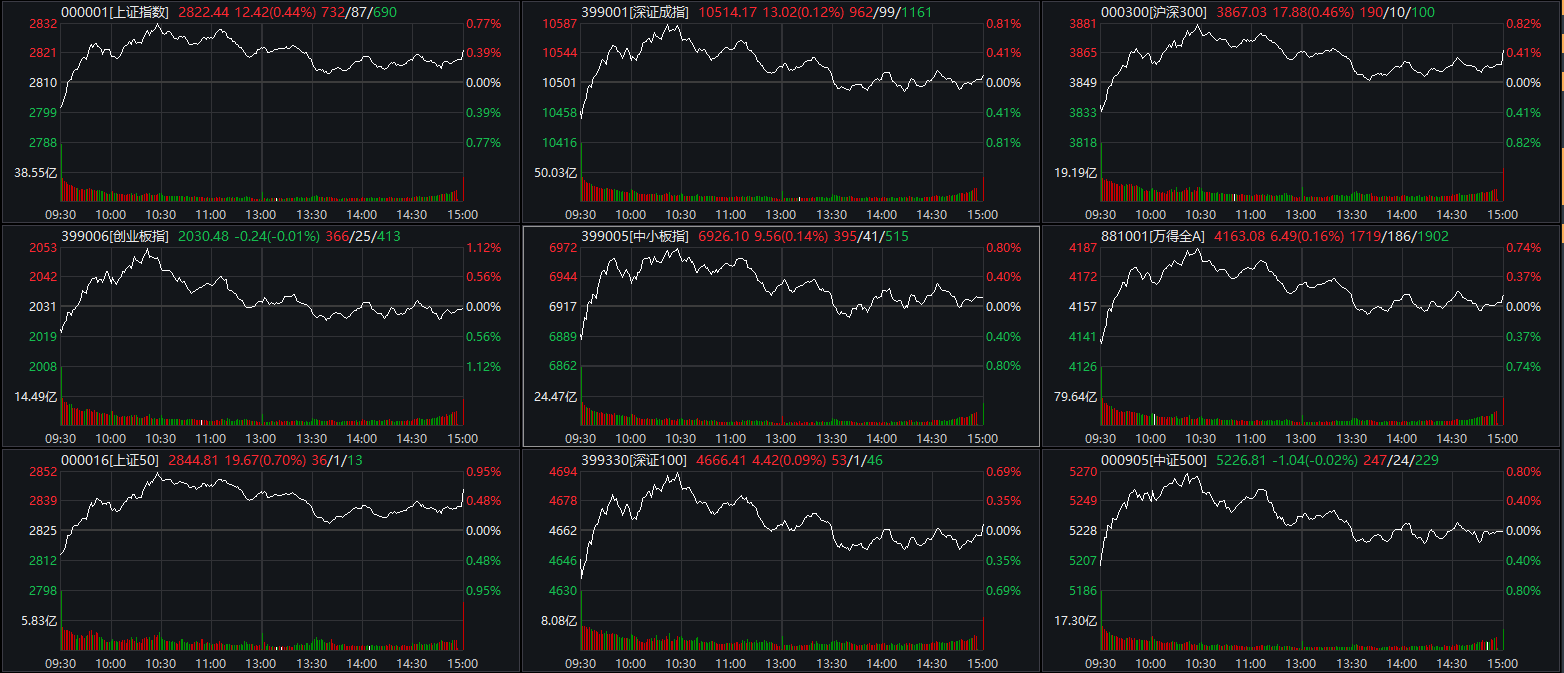 000001[上证指数] 2822.44 12.42(0.44%) 732/87/690
2832 0.77%
2821 0.39%
2810 0.00%
2799 0.39%
2788 0.77%
38.55亿
09:30 10:00 10:30 11:00 13:00 13:30 14:00 14:30 15:00
399001[深证成指] 10514.17 13.02(0.12%) 962/99/1161
10587 0.81%
10544 0.41%
10501 0.00%
10458 0.41%
10416 0.81%
50.03亿
09:30 10:00 10:30 11:00 13:00 13:30 14:00 14:30 15:00
000300[沪深300] 3867.03 17.88(0.46%) 190/10/100
3881 0.82%
3865 0.41%
3849 0.00%
3833 0.41%
3818 0.82%
19.19亿
09:30 10:00 10:30 11:00 13:00 13:30 14:00 14:30 15:00
399006[创业板指] 2030.48 -0.24(-0.01%) 366/25/413
2053 1.12%
2042 0.56%
2031 0.00%
2019 0.56%
2008 1.12%
14.49亿
09:30 10:00 10:30 11:00 13:00 13:30 14:00 14:30 15:00
399005[中小板指] 6926.10 9.56(0.14%) 395/41/515
6972 0.80%
6944 0.40%
6917 0.00%
6889 0.40%
6862 0.80%
24.47亿
09:30 10:00 10:30 11:00 13:00 13:30 14:00 14:30 15:00
881001[万得全A] 4163.08 6.49(0.16%) 1719/186/1902
4187 0.74%
4172 0.37%
4157 0.00%
4141 0.37%
4126 0.74%
79.64亿
09:30 10:00 10:30 11:00 13:00 13:30 14:00 14:30 15:00
000016[上证50] 2844.81 19.67(0.70%) 36/1/13
2852 0.95%
2839 0.48%
2825 0.00%
2812 0.48%
2798 0.95%
5.83亿
09:30 10:00 10:30 11:00 13:00 13:30 14:00 14:30 15:00
399330[深证100] 4666.41 4.42(0.09%) 53/1/46
4694 0.69%
4678 0.35%
4662 0.00%
4646 0.35%
4630 0.69%
8.08亿
09:30 10:00 10:30 11:00 13:00 13:30 14:00 14:30 15:00
000905[中证500] 5226.81 -1.04(-0.02%) 247/24/229
5270 0.80%
5249 0.40%
5228 0.00%
5207 0.40%
5186 0.80%
17.30亿
09:30 10:00 10:30 11:00 13:00 13:30 14:00 14:30 15:00